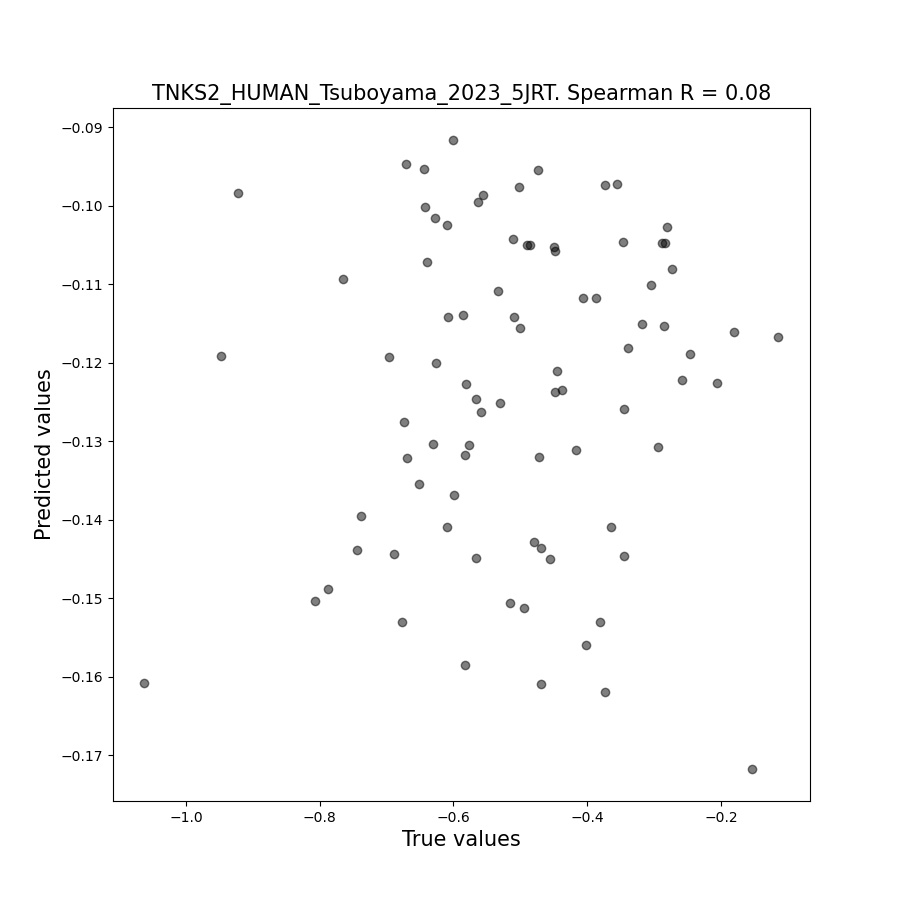 TNKS2_HUMAN_Tsuboyama_2023_5JRT. Spearman R = 0.08
−0.09
−0.10
−0.11
−0.12
−0.13
−0.14
−0.15
−0.16
−0.17
Predicted values
−1.0 −0.8 −0.6 −0.4 −0.2
True values